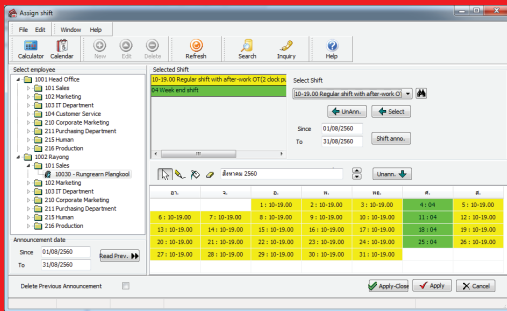 Assign shift
File Edit Window Help
Calculator Calendar New Edit Delete Refresh Search Inquiry Help
Select employee
1001 Head Office
101 Sales
102 Marketing
103 IT Department
104 Customer Service
210 Corporate Marketing
211 Purchasing Department
215 Human
216 Production
1002 Rayong
101 Sales
10030 - Rungrearn Plangkool
102 Marketing
103 IT Department
210 Corporate Marketing
211 Purchasing Department
215 Human
216 Production
Announcement date
Since 01/08/2560
To 31/08/2560
Read Prev.
Delete Previous Announcement
Selected Shift
10-19.00 Regular shift with after-work OT(2 clock pu
04 Week end shift
Select Shift
10-19.00 Regular shift with after-work O
UnAnn. Select
Since 01/08/2560
To 31/08/2560
Shift anno.
สิงหาคม 2560
Unann.
อา. จ. อ. พ. พฤ. ศ. ส.
1 : 10-19.00 2 : 10-19.00 3 : 10-19.00 4 : 04 5 : 10-19.00
6 : 10-19.00 7 : 10-19.00 8 : 10-19.00 9 : 10-19.00 10 : 10-19.00 11 : 04 12 : 10-19.00
13 : 10-19.00 14 : 10-19.00 15 : 10-19.00 16 : 10-19.00 17 : 10-19.00 18 : 04 19 : 10-19.00
20 : 10-19.00 21 : 10-19.00 22 : 10-19.00 23 : 10-19.00 24 : 10-19.00 25 : 04 26 : 10-19.00
27 : 10-19.00 28 : 10-19.00 29 : 10-19.00 30 : 10-19.00 31 : 10-19.00
Apply-Close Apply Cancel